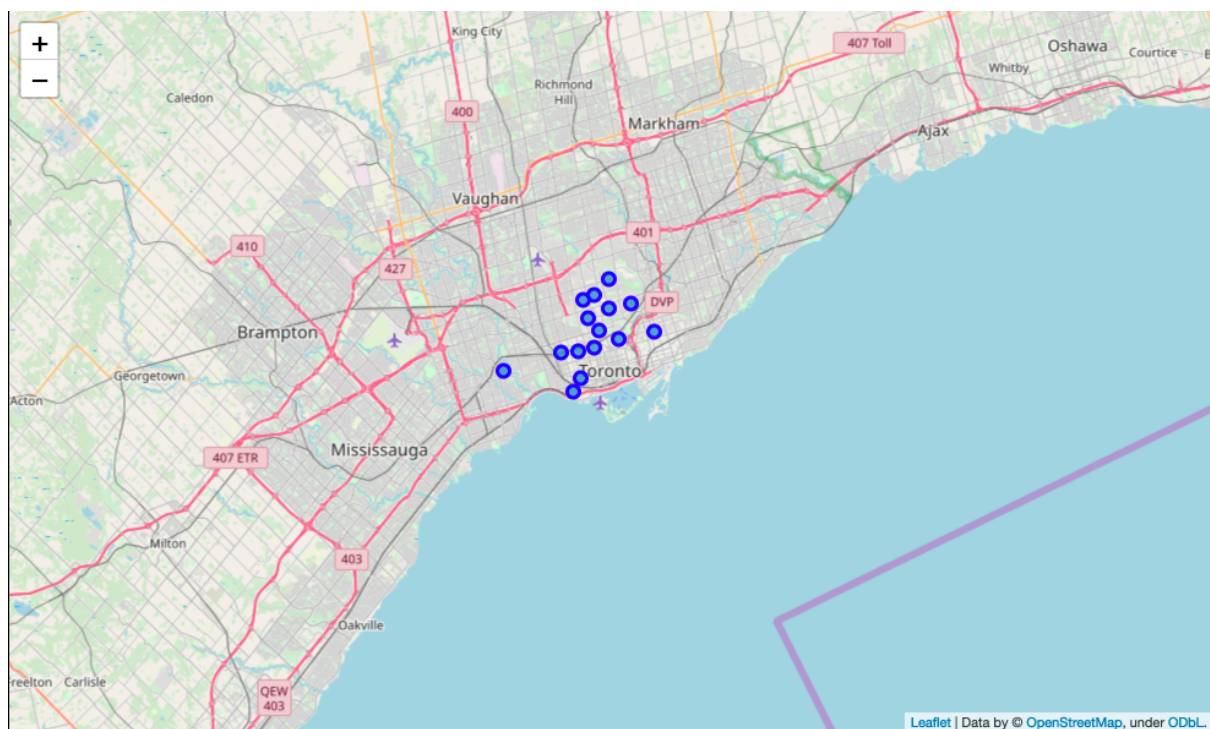 +
−
King City
407 Toll
Oshawa
Courtice
B
Whitby
Richmond
Hill
Caledon
400
Markham
Ajax
Vaughan
401
410
427
DVP
Brampton
Georgetown
Toronto
Acton
Mississauga
407 ETR
Milton
403
Oakville
Freelton
Carlisle
QEW
403
Leaflet | Data by © OpenStreetMap, under ODbL.